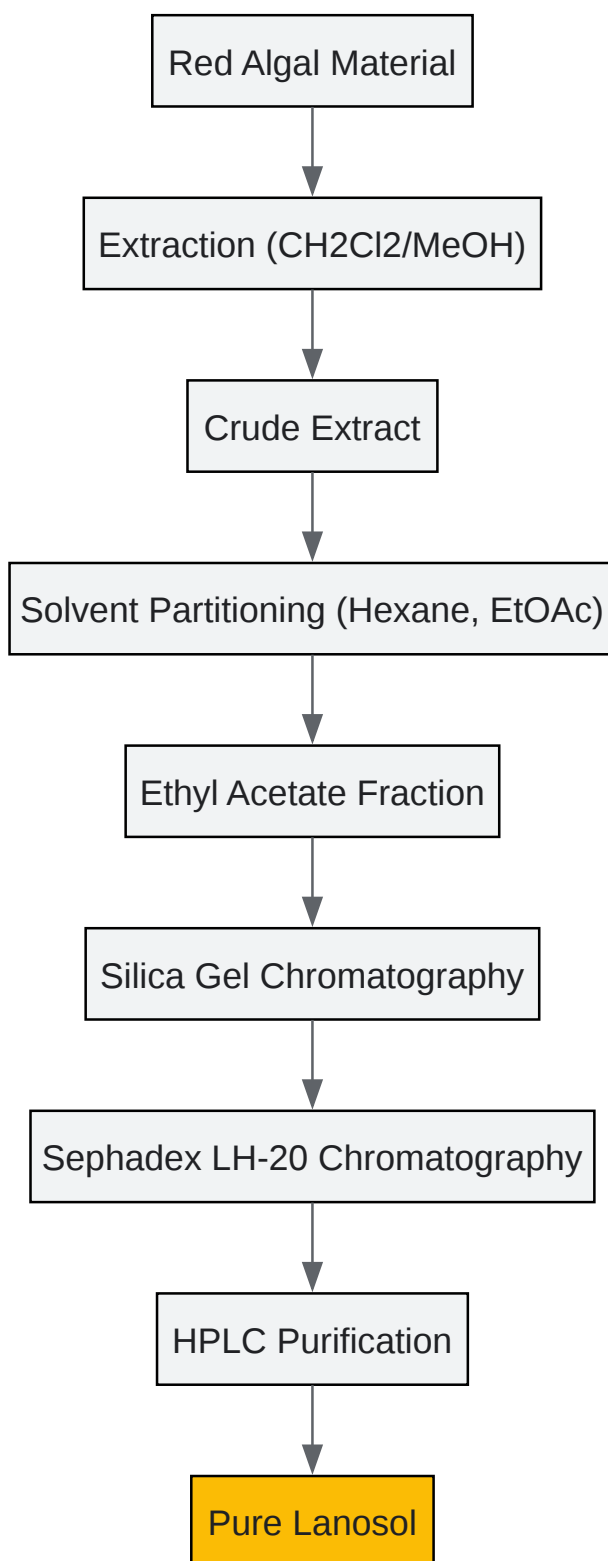 Red Algal Material
Extraction (CH2Cl2/MeOH)
Crude Extract
Solvent Partitioning (Hexane, EtOAc)
Ethyl Acetate Fraction
Silica Gel Chromatography
Sephadex LH-20 Chromatography
HPLC Purification
Pure Lanosol